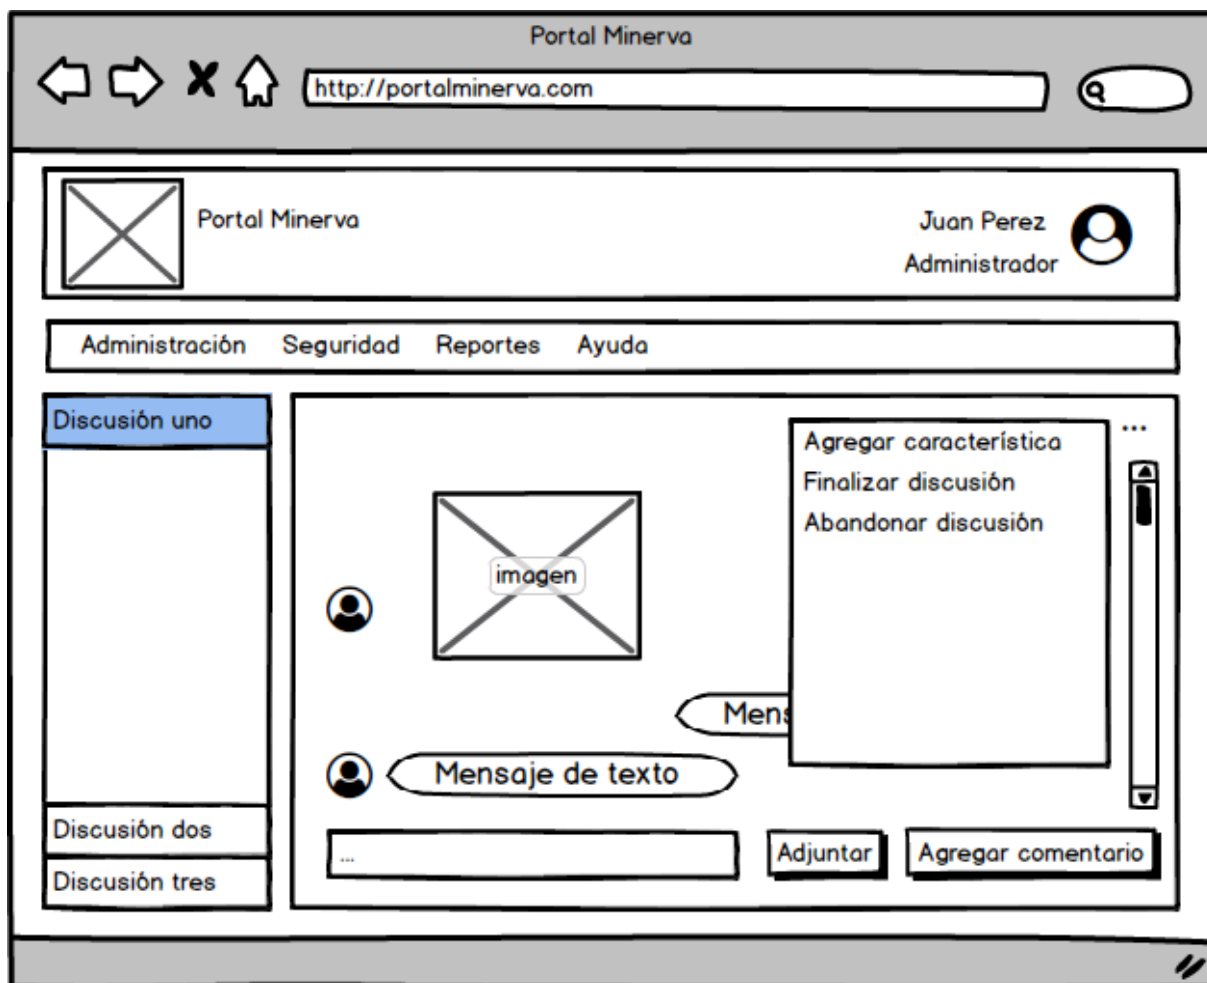 Portal Minerva
http://portalminerva.com
Portal Minerva
Juan Perez
Administrador
Administración Seguridad Reportes Ayuda
Discusión uno
Discusión dos
Discusión tres
...
Agregar característica
Finalizar discusión
Abandonar discusión
imagen
Mens
Mensaje de texto
...
Adjuntar
Agregar comentario